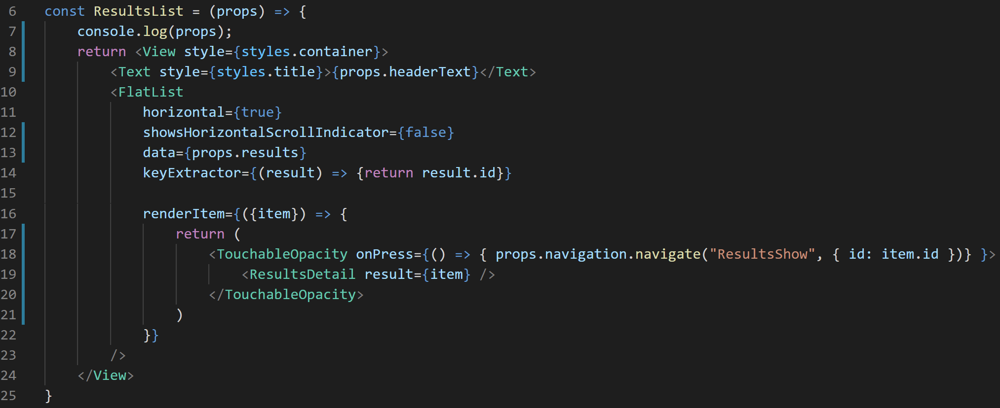 6 const ResultsList = (props) => {
7 console.log(props);
8 return <View style={styles.container}>
9 <Text style={styles.title}>{props.headerText}</Text>
10 <FlatList
11 horizontal={true}
12 showsHorizontalScrollIndicator={false}
13 data={props.results}
14 keyExtractor={(result) => {return result.id}}
15
16 renderItem={({item}) => {
17 return (
18 <TouchableOpacity onPress={() => { props.navigation.navigate("ResultsShow", { id: item.id })} }>
19 <ResultsDetail result={item} />
20 </TouchableOpacity>
21 )
22 }}
23 />
24 </View>
25 }